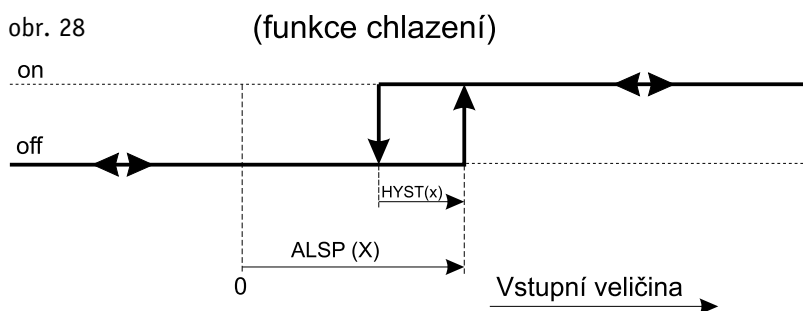 obr. 28
(funkce chlazení)
on
off
HYST(x)
ALSP (X)
0
Vstupní veličina